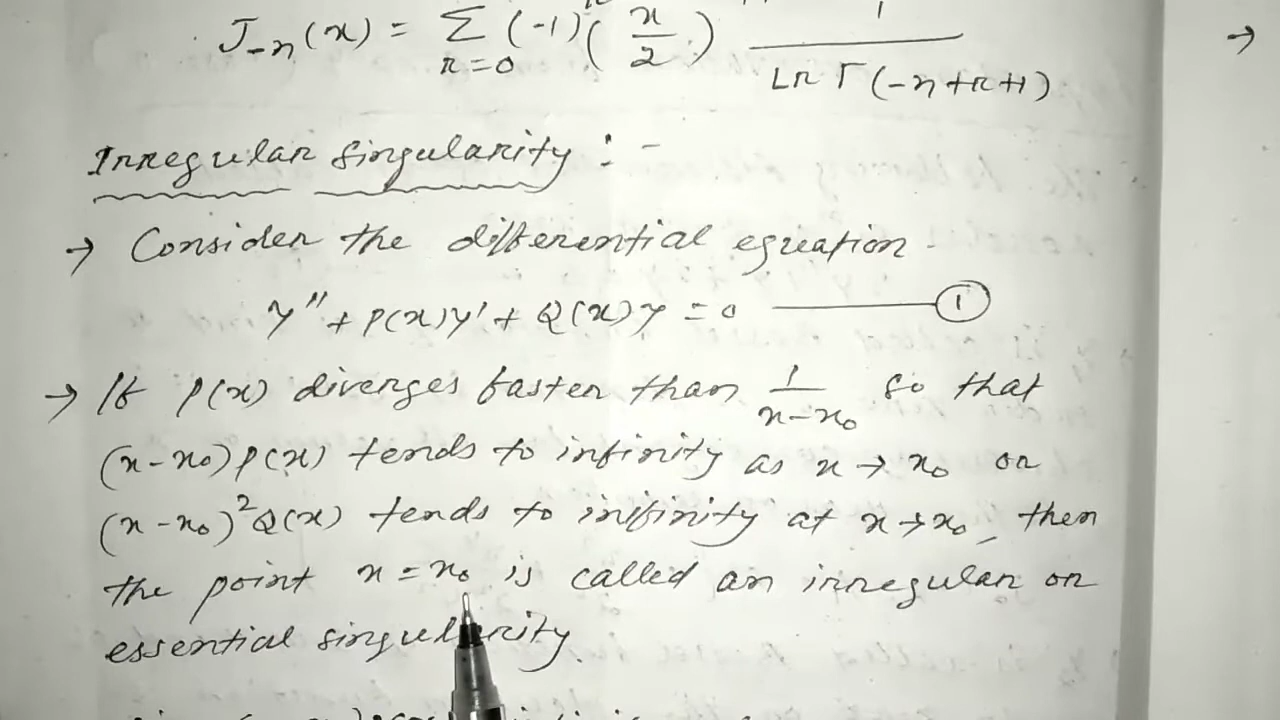 J₋ₙ(x) = Σ (-1) (x/2) 1
r=0 Lr Γ(-n+r+1)
→
Irregular singularity : -
→ Consider the differential equation -
y" + P(x)y' + Q(x)y = 0 ——— ①
→ If P(x) diverges faster than 1/(x-x₀) so that
(x-x₀)P(x) tends to infinity as x → x₀ or
(x-x₀)²Q(x) tends to inifinity at x → x₀, then
the point x = x₀ is called an irregular or
essential singularity.